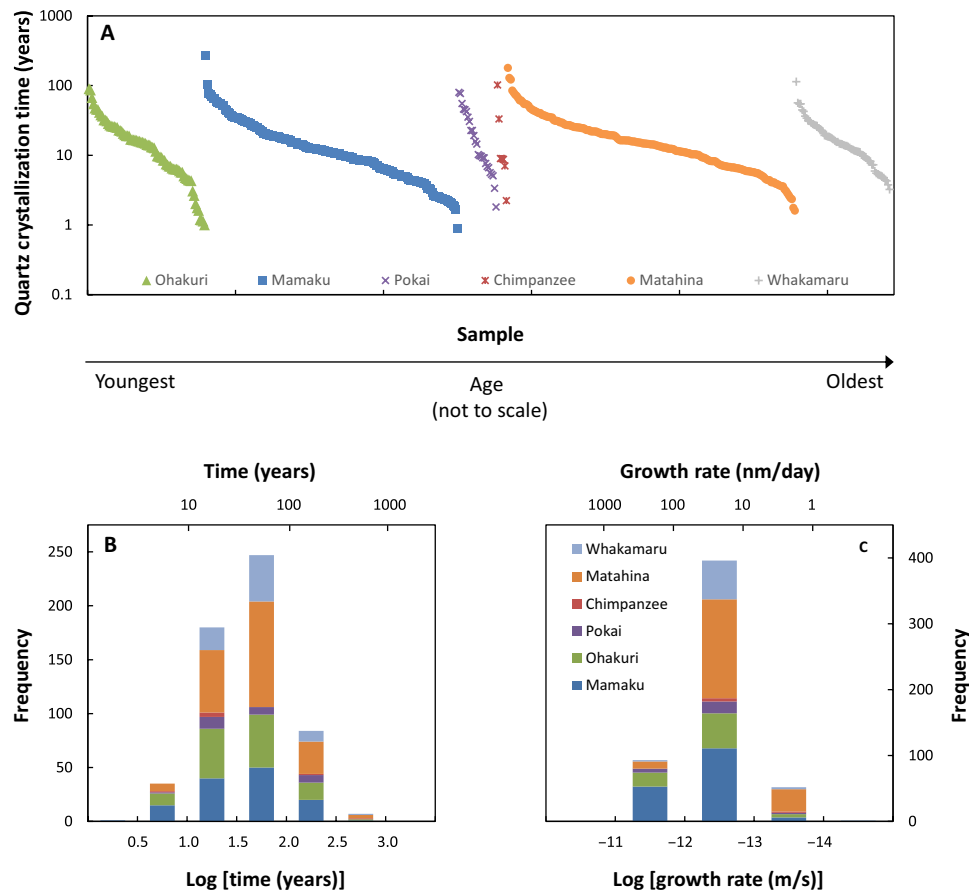 A
Quartz crystallization time (years)
1000
100
10
1
0.1
Ohakuri Mamaku Pokai Chimpanzee Matahina Whakamaru
Sample
Youngest Age Oldest
(not to scale)
Time (years)
10 100 1000
B
Frequency
250
200
150
100
50
0
0.5 1.0 1.5 2.0 2.5 3.0
Log [time (years)]
Growth rate (nm/day)
1000 100 10 1
C
Whakamaru
Matahina
Chimpanzee
Pokai
Ohakuri
Mamaku
400
300
200
100
0
Frequency
−11 −12 −13 −14
Log [growth rate (m/s)]